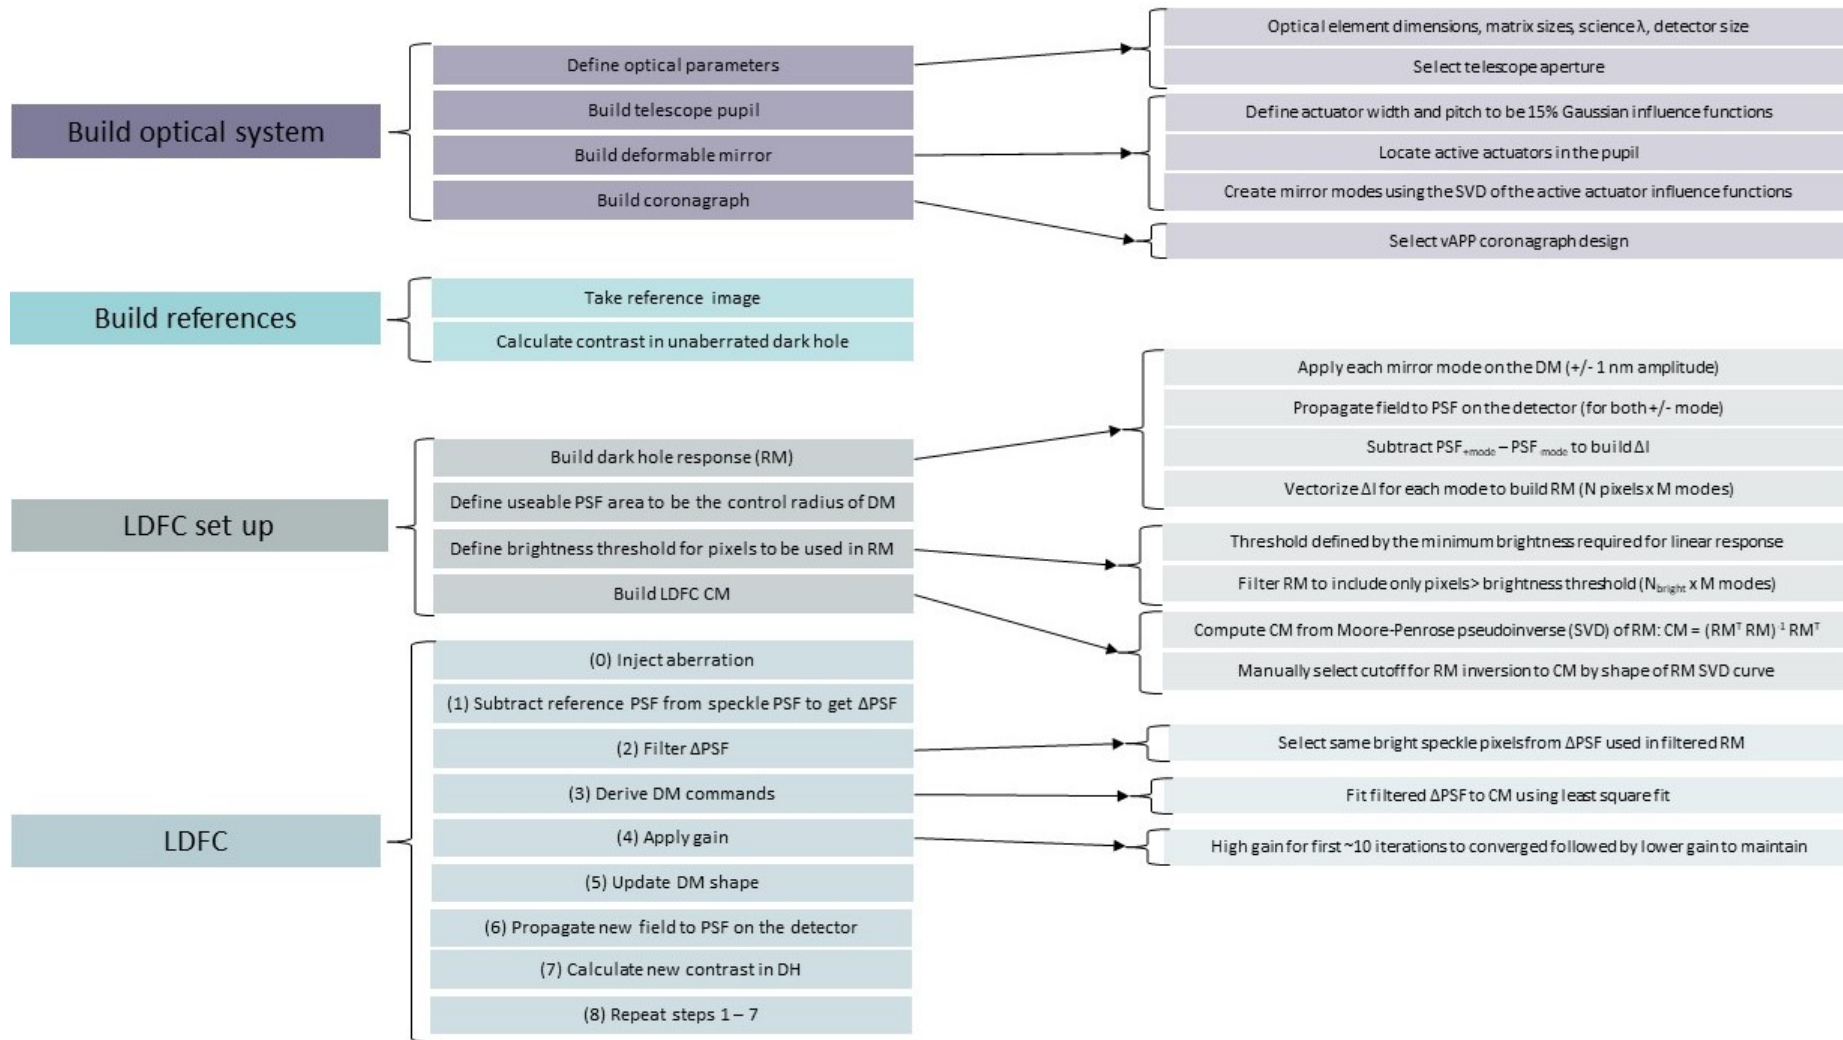 Build optical system
Define optical parameters
Build telescope pupil
Build deformable mirror
Build coronagraph
Optical element dimensions, matrix sizes, science λ, detector size
Select telescope aperture
Define actuator width and pitch to be 15% Gaussian influence functions
Locate active actuators in the pupil
Create mirror modes using the SVD of the active actuator influence functions
Select vAPP coronagraph design
Build references
Take reference image
Calculate contrast in unaberrated dark hole
LDFC set up
Build dark hole response (RM)
Define useable PSF area to be the control radius of DM
Define brightness threshold for pixels to be used in RM
Build LDFC CM
Apply each mirror mode on the DM (+/- 1 nm amplitude)
Propagate field to PSF on the detector (for both +/- mode)
Subtract PSF+mode – PSF-mode to build ΔI
Vectorize ΔI for each mode to build RM (N pixels x M modes)
Threshold defined by the minimum brightness required for linear response
Filter RM to include only pixels > brightness threshold (Nbright x M modes)
Compute CM from Moore-Penrose pseudoinverse (SVD) of RM: CM = (RMᵀ RM)⁻¹ RMᵀ
Manually select cutoff for RM inversion to CM by shape of RM SVD curve
LDFC
(0) Inject aberration
(1) Subtract reference PSF from speckle PSF to get ΔPSF
(2) Filter ΔPSF
(3) Derive DM commands
(4) Apply gain
(5) Update DM shape
(6) Propagate new field to PSF on the detector
(7) Calculate new contrast in DH
(8) Repeat steps 1 – 7
Select same bright speckle pixels from ΔPSF used in filtered RM
Fit filtered ΔPSF to CM using least square fit
High gain for first ~10 iterations to converged followed by lower gain to maintain